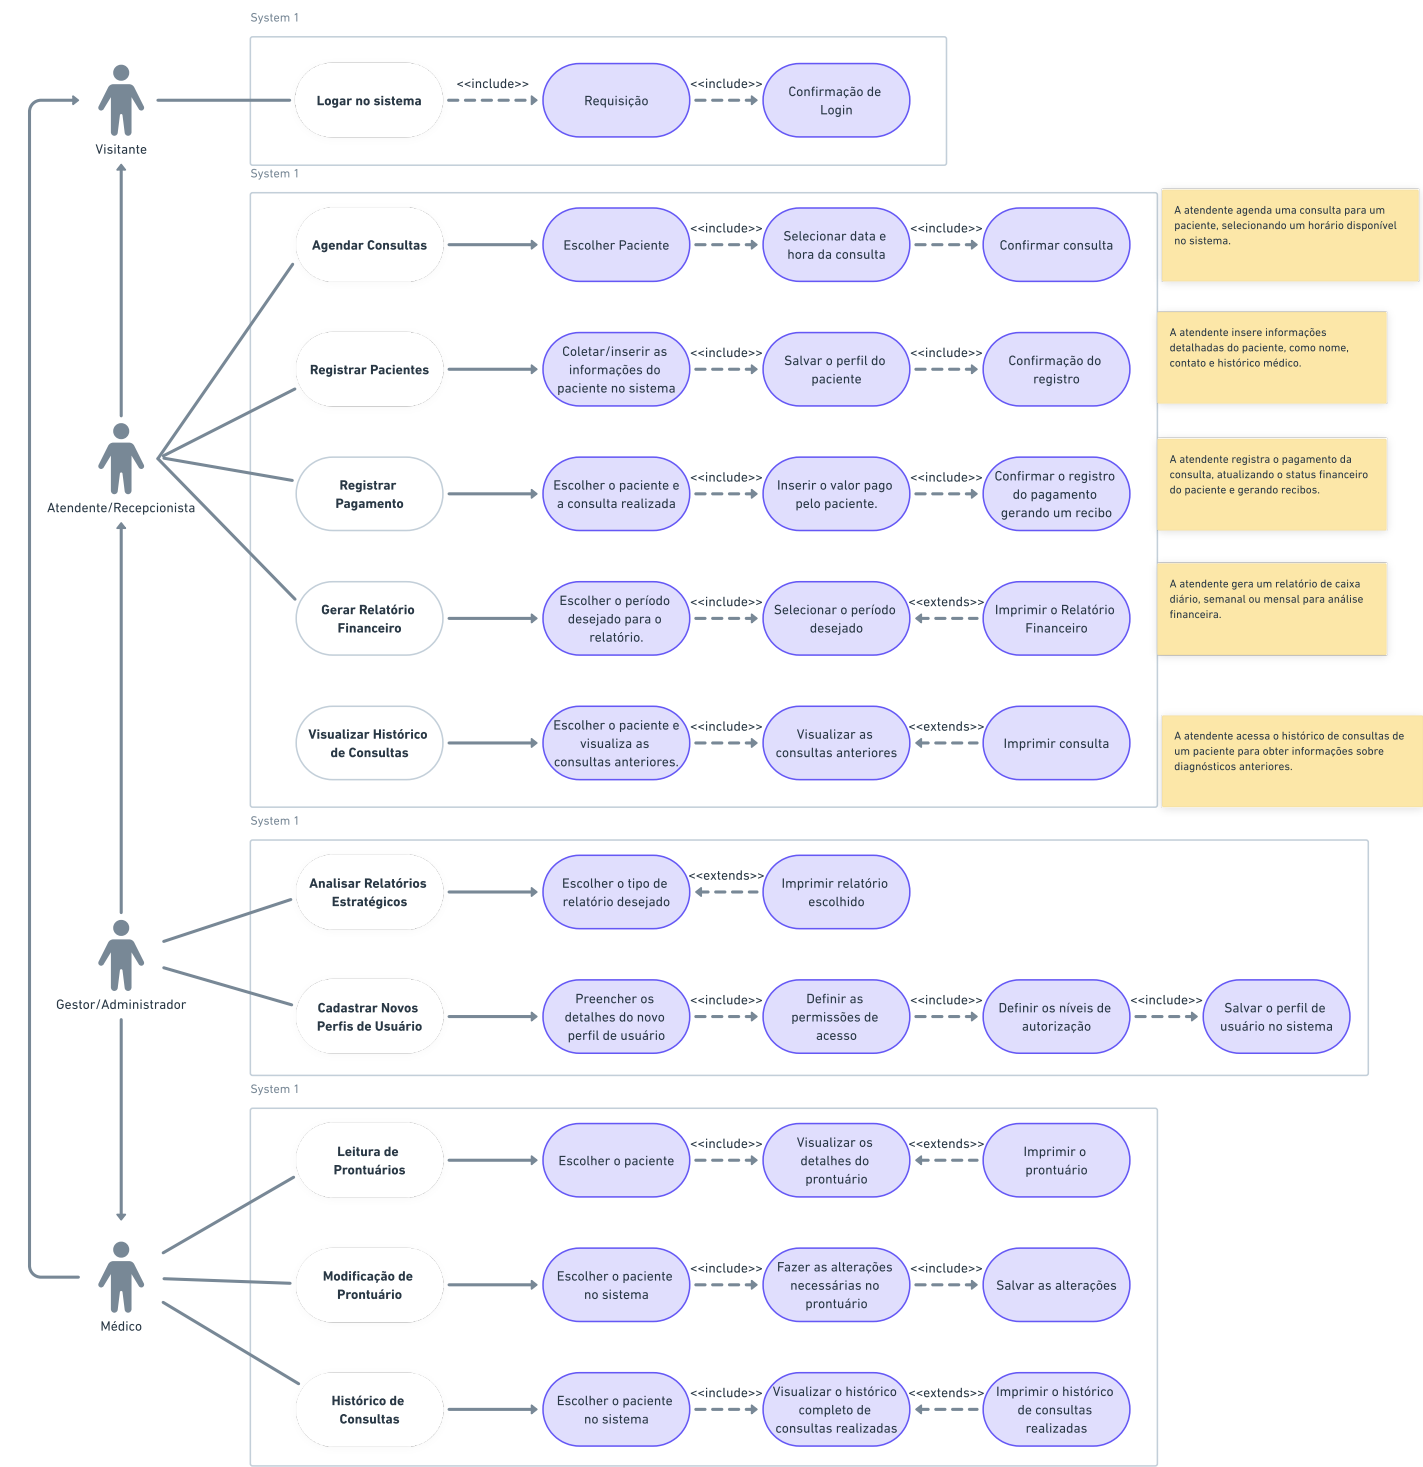 System 1
Logar no sistema
<<include>>
Requisição
<<include>>
Confirmação de
Login
Visitante
System 1
Agendar Consultas
Escolher Paciente
<<include>>
Selecionar data e
hora da consulta
<<include>>
Confirmar consulta
A atendente agenda uma consulta para um
paciente, selecionando um horário disponível
no sistema.
Registrar Pacientes
Coletar/inserir as
informações do
paciente no sistema
<<include>>
Salvar o perfil do
paciente
<<include>>
Confirmação do
registro
A atendente insere informações
detalhadas do paciente, como nome,
contato e histórico médico.
Atendente/Recepcionista
Registrar
Pagamento
Escolher o paciente e
a consulta realizada
<<include>>
Inserir o valor pago
pelo paciente.
<<include>>
Confirmar o registro
do pagamento
gerando um recibo
A atendente registra o pagamento da
consulta, atualizando o status financeiro
do paciente e gerando recibos.
Gerar Relatório
Financeiro
Escolher o período
desejado para o
relatório.
<<include>>
Selecionar o período
desejado
<<extends>>
Imprimir o Relatório
Financeiro
A atendente gera um relatório de caixa
diário, semanal ou mensal para análise
financeira.
Visualizar Histórico
de Consultas
Escolher o paciente e
visualiza as
consultas anteriores.
<<include>>
Visualizar as
consultas anteriores
<<extends>>
Imprimir consulta
A atendente acessa o histórico de consultas de
um paciente para obter informações sobre
diagnósticos anteriores.
System 1
Analisar Relatórios
Estratégicos
Escolher o tipo de
relatório desejado
<<extends>>
Imprimir relatório
escolhido
Gestor/Administrador
Cadastrar Novos
Perfis de Usuário
Preencher os
detalhes do novo
perfil de usuário
<<include>>
Definir as
permissões de
acesso
<<include>>
Definir os níveis de
autorização
<<include>>
Salvar o perfil de
usuário no sistema
System 1
Leitura de
Prontuários
Escolher o paciente
<<include>>
Visualizar os
detalhes do
prontuário
<<extends>>
Imprimir o
prontuário
Médico
Modificação de
Prontuário
Escolher o paciente
no sistema
<<include>>
Fazer as alterações
necessárias no
prontuário
<<include>>
Salvar as alterações
Histórico de
Consultas
Escolher o paciente
no sistema
<<include>>
Visualizar o histórico
completo de
consultas realizadas
<<extends>>
Imprimir o histórico
de consultas
realizadas